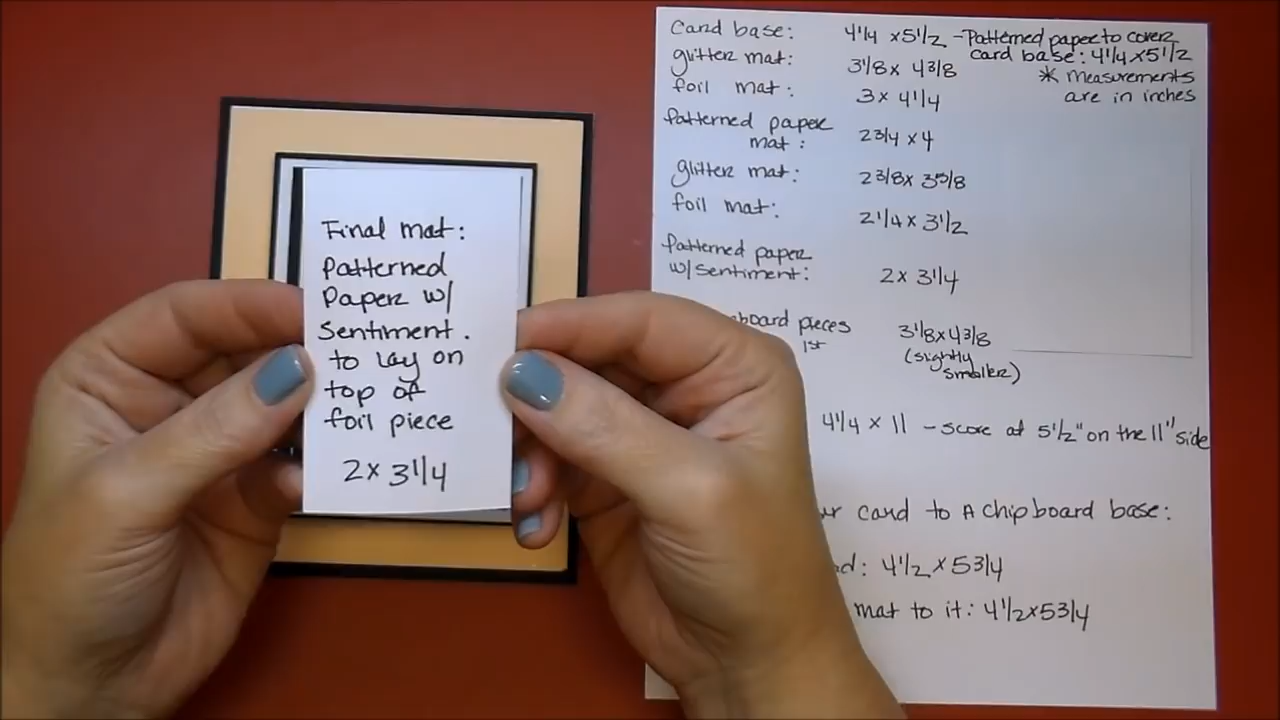 Card base: 4 1/4 x 5 1/2 - Patterned paper to cover
card base: 4 1/4 x 5 1/2
glitter mat: 3 1/8 x 4 3/8
* measurements
are in inches
foil mat: 3 x 4 1/4
Patterned paper
mat: 2 3/4 x 4
glitter mat: 2 3/8 x 3 5/8
foil mat: 2 1/4 x 3 1/2
Patterned paper
w/ sentiment: 2 x 3 1/4
board pieces 3 1/8 x 4 3/8
1st (slightly
smaller)
4 1/4 x 11 - score at 5 1/2" on the 11" side
card to A chipboard base:
4 1/2 x 5 3/4
mat to it: 4 1/2 x 5 3/4
Final mat:
Patterned
Paper w/
Sentiment.
to lay on
top of
foil piece
2 x 3 1/4